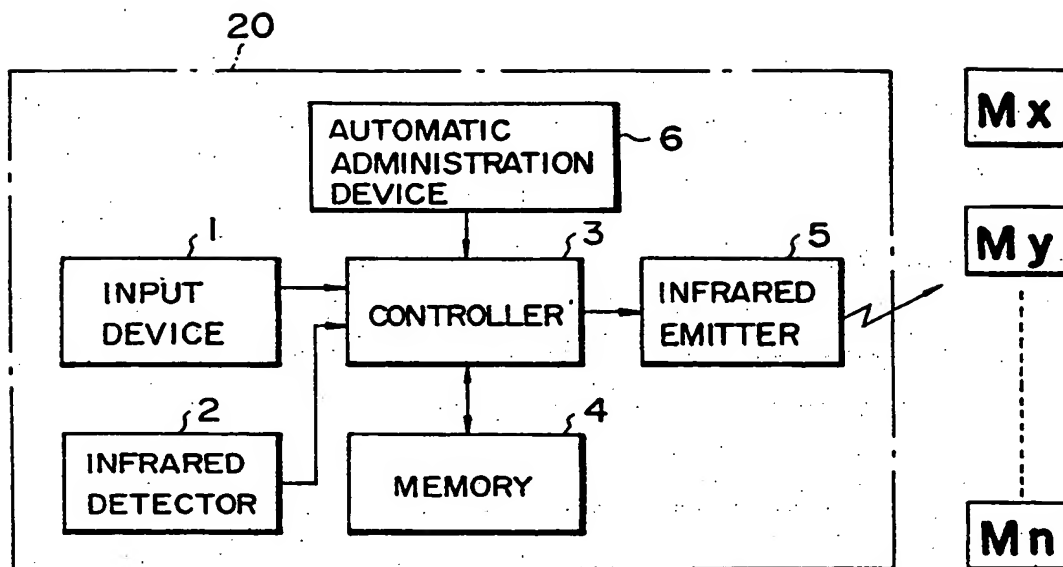 20
AUTOMATIC
ADMINISTRATION
DEVICE
6
Mx
1
INPUT
DEVICE
3
CONTROLLER
5
INFRARED
EMITTER
My
2
INFRARED
DETECTOR
4
MEMORY
Mn